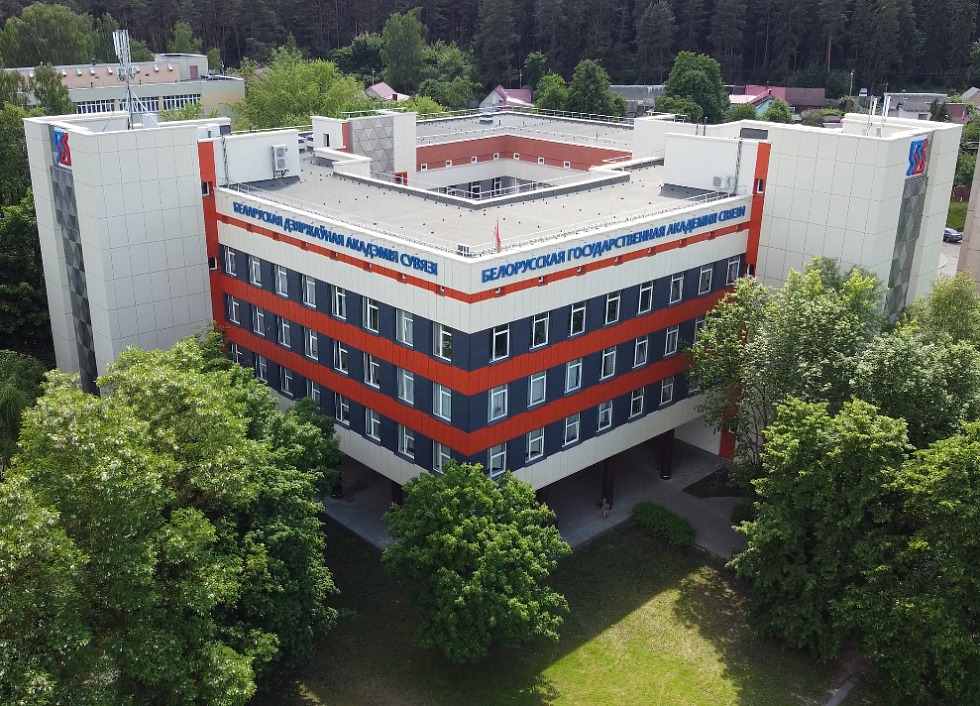 БЕЛАРУСКАЯ ДЗЯРЖАЎНАЯ АКАДЭМІЯ СУВЯЗІ
БЕЛОРУССКАЯ ГОСУДАРСТВЕННАЯ АКАДЕМИЯ СВЯЗИ